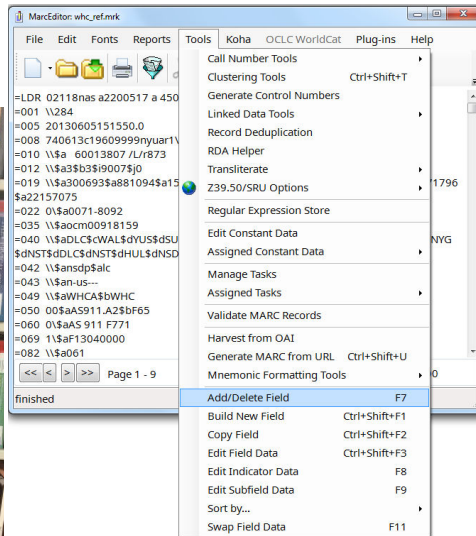 MarcEditor: whc_ref.mrk
File Edit Fonts Reports Tools Koha OCLC WorldCat Plug-ins Help
=LDR 02118nas a2200517 a 450
=001 \\284
=005 20130605151550.0
=008 740613c19609999nyuar1\
=010 \\$a 60013807 /L/r873
=012 \\$a3$b3$i9007$j0
=019 \\$a300693$a881094$a15
1796
$a22157075
=022 0\$a0071-8092
=035 \\$aocm00918159
=040 \\$aDLC$cWAL$dYUS$dSU
NYG
$dNST$dDLC$dNST$dHUL$dNSD
=042 \\$ansdp$alc
=043 \\$an-us---
=049 \\$aWHCA$bWHC
=050 00$aAS911.A2$bF65
=060 0\$aAS 911 F771
=069 1\$aF13040000
=082 \\$a061
<< < > >> Page 1 - 9
finished
Call Number Tools
Clustering Tools Ctrl+Shift+T
Generate Control Numbers
Linked Data Tools
Record Deduplication
RDA Helper
Transliterate
Z39.50/SRU Options
Regular Expression Store
Edit Constant Data
Assigned Constant Data
Manage Tasks
Assigned Tasks
Validate MARC Records
Harvest from OAI
Generate MARC from URL Ctrl+Shift+U
Mnemonic Formatting Tools
Add/Delete Field F7
Build New Field Ctrl+Shift+F1
Copy Field Ctrl+Shift+F2
Edit Field Data Ctrl+Shift+F3
Edit Indicator Data F8
Edit Subfield Data F9
Sort by...
Swap Field Data F11